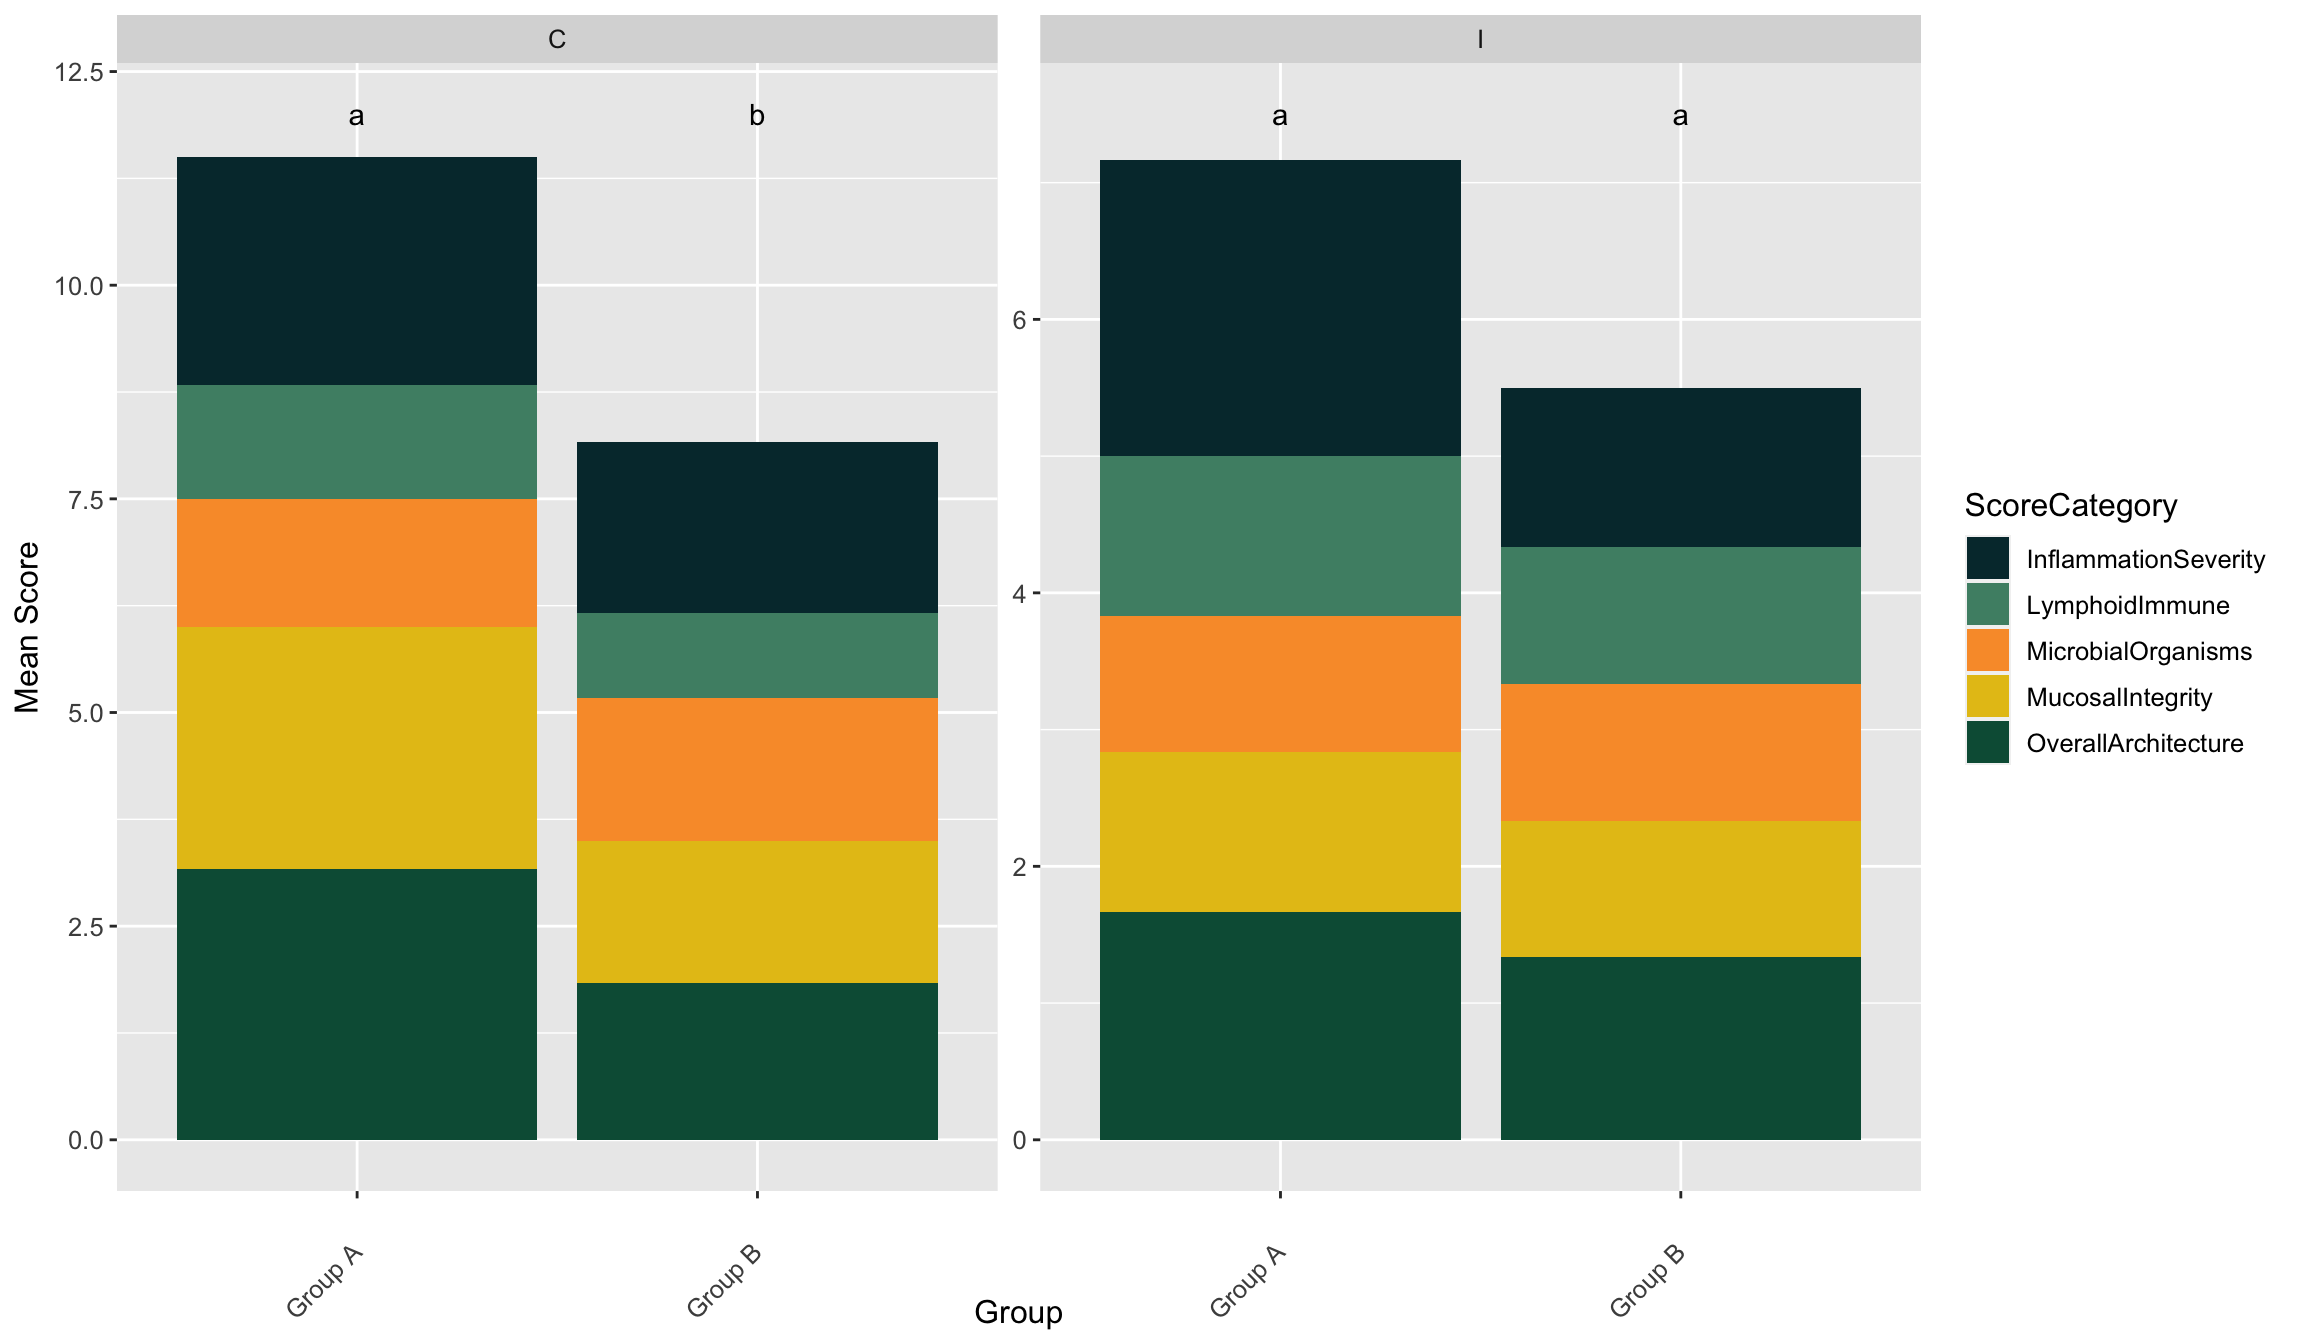 C
I
12.5
10.0
7.5
5.0
2.5
0.0
6
4
2
0
a
b
a
a
Mean Score
Group A
Group B
Group A
Group B
Group
ScoreCategory
InflammationSeverity
LymphoidImmune
MicrobialOrganisms
MucosalIntegrity
OverallArchitecture